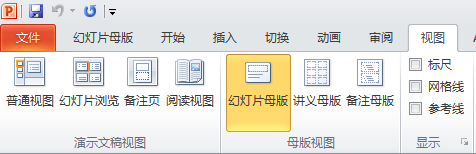 文件 幻灯片母版 开始 插入 切换 动画 审阅 视图
普通视图 幻灯片浏览 备注页 阅读视图 幻灯片母版 讲义母版 备注母版
标尺
网格线
参考线
演示文稿视图 母版视图 显示